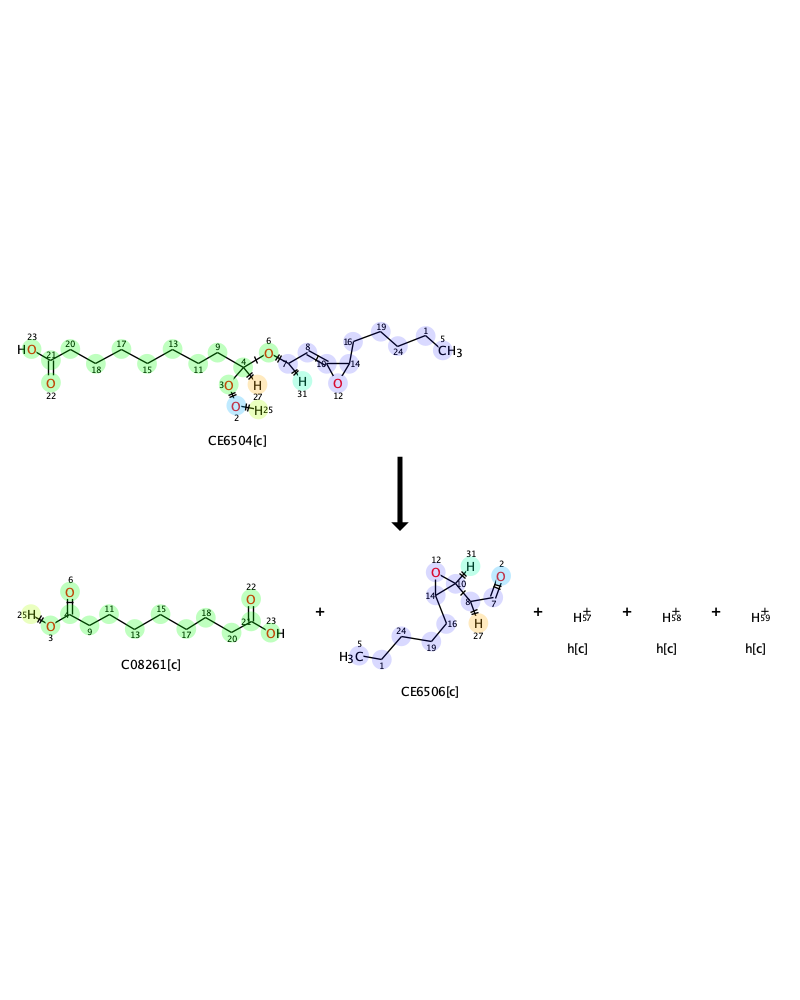 23
HO
21
20
18
17
15
13
11
9
4
6
O
22
O
3O
O
2
H25
H
27
7
H
31
8
10
O
12
14
16
19
24
1
5
CH3
CE6504[c]
25H
O
3
6
O
4
9
11
13
15
17
18
20
22
O
21
23
OH
C08261[c]
+
12
O
31
H
10
14
2
O
8
7
H
27
16
19
24
1
5
H3C
CE6506[c]
+
H57+
h[c]
+
H58+
h[c]
+
H59+
h[c]